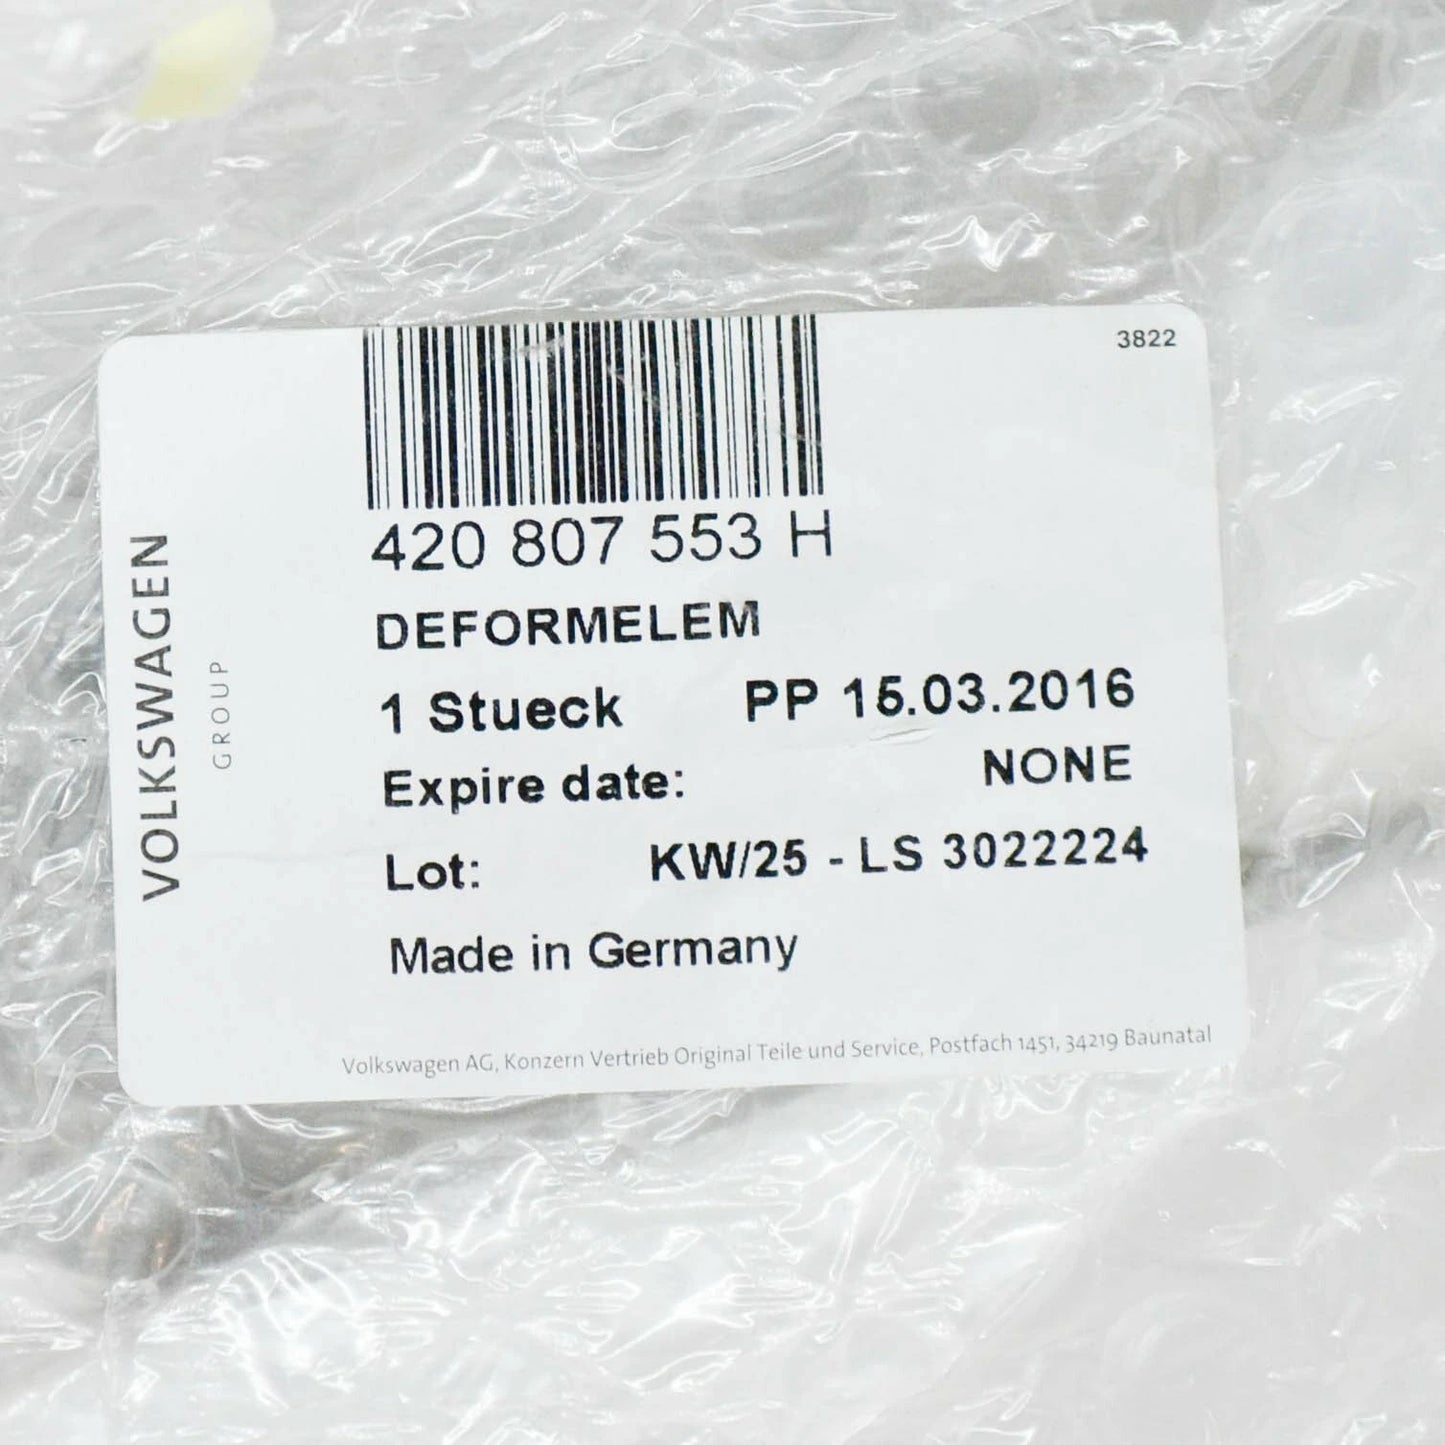 3822
420 807 553 H
DEFORMELEM
1 Stueck PP 15.03.2016
Expire date: NONE
Lot: KW/25 - LS 3022224
Made in Germany
Volkswagen AG, Konzern Vertrieb Original Teile und Service, Postfach 1451, 34219 Baunatal
VOLKSWAGEN
GROUP